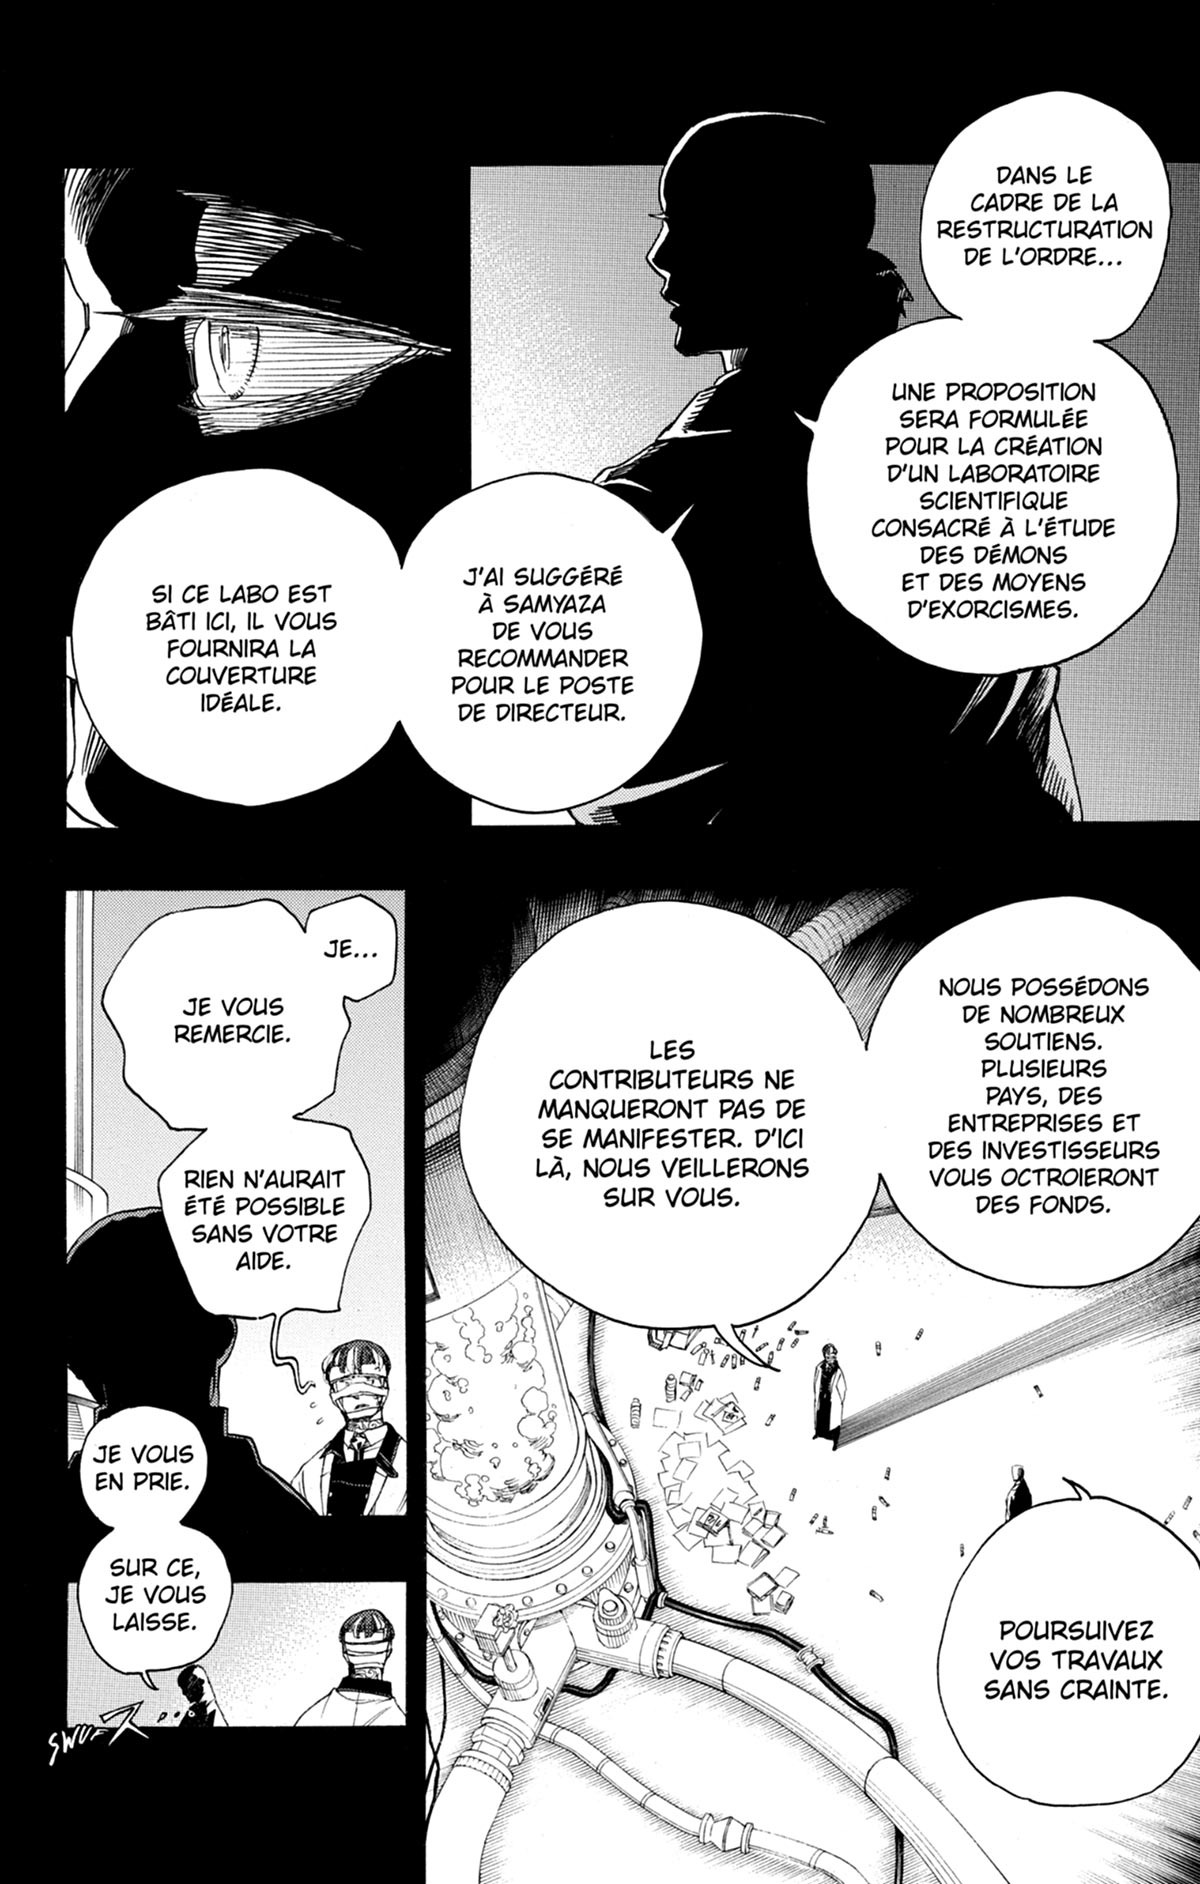 DANS LE
CADRE DE LA
RESTRUCTURATION
DE L'ORDRE...
UNE PROPOSITION
SERA FORMULÉE
POUR LA CRÉATION
D'UN LABORATOIRE
SCIENTIFIQUE
CONSACRÉ À L'ÉTUDE
DES DÉMONS
ET DES MOYENS
D'EXORCISMES.
J'AI SUGGÉRÉ
À SAMYAZA
DE VOUS
RECOMMANDER
POUR LE POSTE
DE DIRECTEUR.
SI CE LABO EST
BÂTI ICI, IL VOUS
FOURNIRA LA
COUVERTURE
IDÉALE.
NOUS POSSÉDONS
DE NOMBREUX
SOUTIENS.
PLUSIEURS
PAYS, DES
ENTREPRISES ET
DES INVESTISSEURS
VOUS OCTROIERONT
DES FONDS.
LES
CONTRIBUTEURS NE
MANQUERONT PAS DE
SE MANIFESTER. D'ICI
LÀ, NOUS VEILLERONS
SUR VOUS.
POURSUIVEZ
VOS TRAVAUX
SANS CRAINTE.
JE...
JE VOUS
REMERCIE.
RIEN N'AURAIT
ÉTÉ POSSIBLE
SANS VOTRE
AIDE.
JE VOUS
EN PRIE.
SUR CE,
JE VOUS
LAISSE.
SWUF ス...